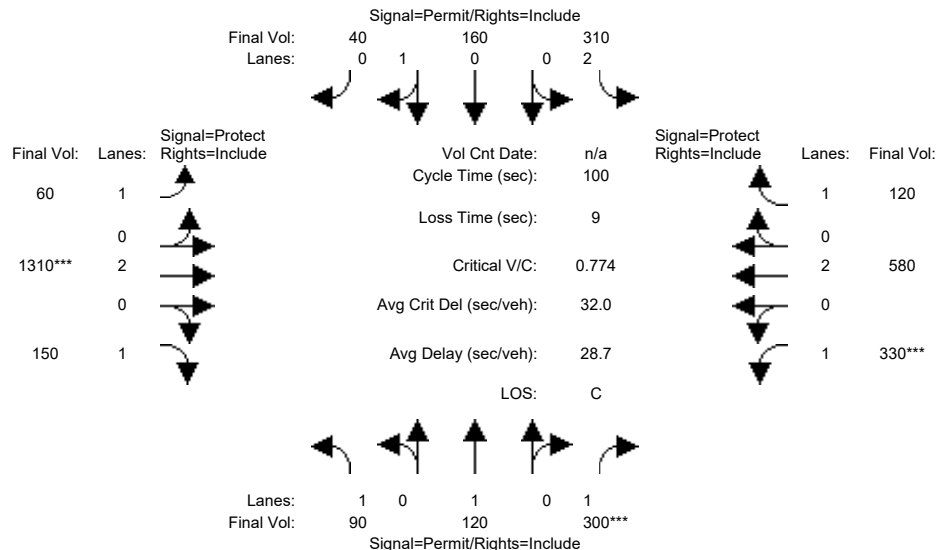 Signal=Permit/Rights=Include
Final Vol: 40 160 310
Lanes: 0 1 0 0 2
Signal=Protect
Final Vol: Lanes: Rights=Include
Vol Cnt Date: n/a
Signal=Protect
Rights=Include Lanes: Final Vol:
Cycle Time (sec): 100
60 1
1 120
Loss Time (sec): 9
0
0
1310*** 2
Critical V/C: 0.774
2 580
0
Avg Crit Del (sec/veh): 32.0
0
150 1
Avg Delay (sec/veh): 28.7
1 330***
LOS: C
Lanes: 1 0 1 0 1
Final Vol: 90 120 300***
Signal=Permit/Rights=Include